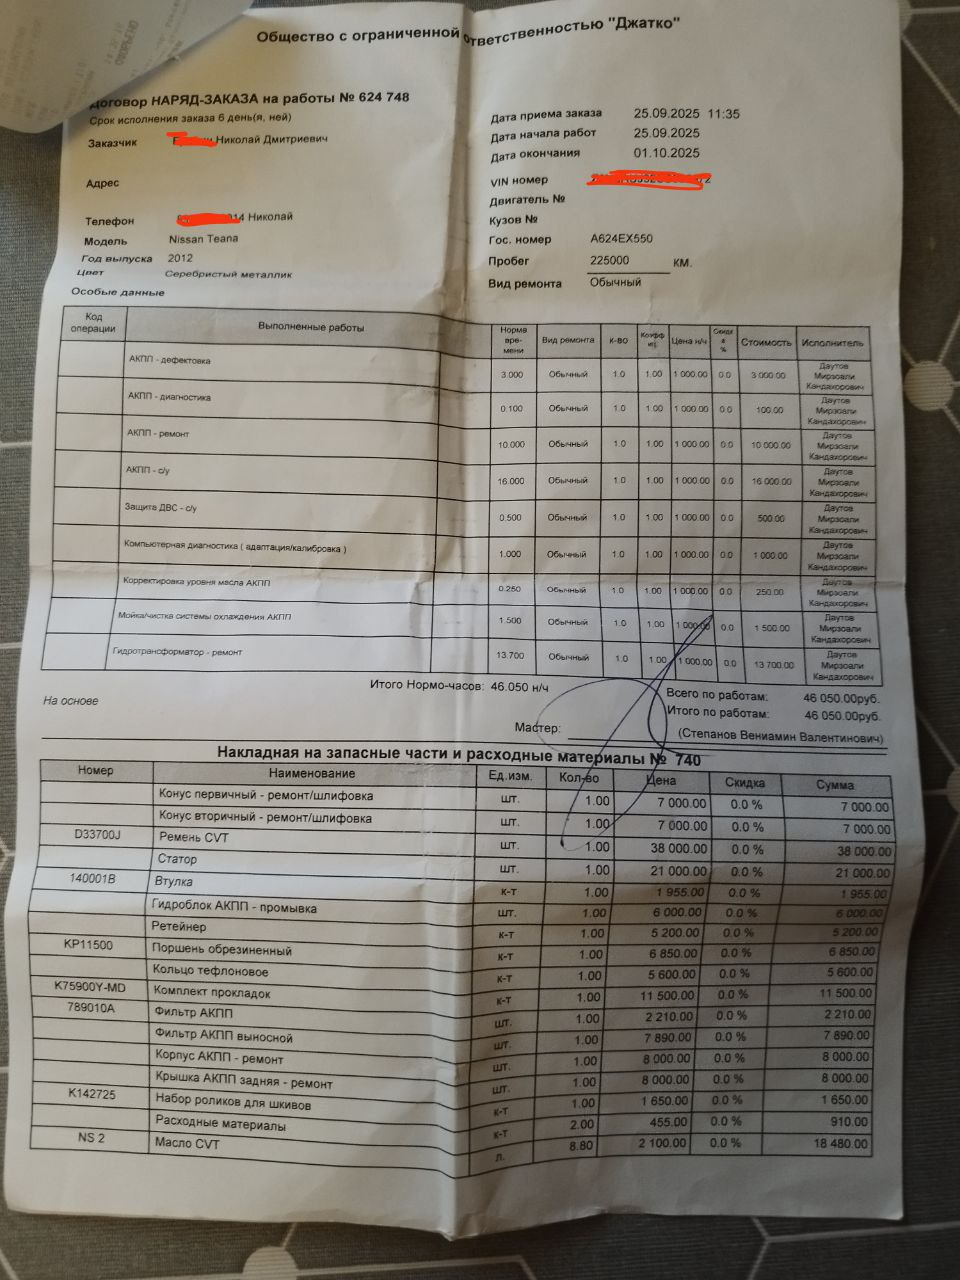 Общество с ограниченной ответственностью "Джатко"
Договор НАРЯД-ЗАКАЗА на работы № 624 748
Срок исполнения заказа 6 день(я, ней)
Заказчик Николай Дмитриевич
Адрес
Телефон Николай
Модель Nissan Teana
Год выпуска 2012
Цвет Серебристый металлик
Особые данные
Дата приема заказа 25.09.2025 11:35
Дата начала работ 25.09.2025
Дата окончания 01.10.2025
VIN номер
Двигатель №
Кузов №
Гос. номер А624ЕХ550
Пробег 225000 КМ.
Вид ремонта Обычный
Код операции Выполненные работы Норма вре-мени Вид ремонта К-во Коэфф иц. Цена н/ч Скидка % Стоимость Исполнитель
АКПП - дефектовка 3.000 Обычный 1.0 1.00 1 000.00 0.0 3 000.00 Даутов Мирзоали Кандахорович
АКПП - диагностика 0.100 Обычный 1.0 1.00 1 000.00 0.0 100.00 Даутов Мирзоали Кандахорович
АКПП - ремонт 10.000 Обычный 1.0 1.00 1 000.00 0.0 10 000.00 Даутов Мирзоали Кандахорович
АКПП - с/у 16.000 Обычный 1.0 1.00 1 000.00 0.0 16 000.00 Даутов Мирзоали Кандахорович
Защита ДВС - с/у 0.500 Обычный 1.0 1.00 1 000.00 0.0 500.00 Даутов Мирзоали Кандахорович
Компьютерная диагностика ( адаптация/калибровка ) 1.000 Обычный 1.0 1.00 1 000.00 0.0 1 000.00 Даутов Мирзоали Кандахорович
Корректировка уровня масла АКПП 0.250 Обычный 1.0 1.00 1 000.00 0.0 250.00 Даутов Мирзоали Кандахорович
Мойка/чистка системы охлаждения АКПП 1.500 Обычный 1.0 1.00 1 000.00 0.0 1 500.00 Даутов Мирзоали Кандахорович
Гидротрансформатор - ремонт 13.700 Обычный 1.0 1.00 1 000.00 0.0 13 700.00 Даутов Мирзоали Кандахорович
Итого Нормо-часов: 46.050 н/ч
Всего по работам: 46 050.00руб.
Итого по работам: 46 050.00руб.
На основе
Мастер: (Степанов Вениамин Валентинович)
Накладная на запасные части и расходные материалы № 740
Номер Наименование Ед.изм. Кол-во Цена Скидка Сумма
Конус первичный - ремонт/шлифовка шт. 1.00 7 000.00 0.0 % 7 000.00
Конус вторичный - ремонт/шлифовка шт. 1.00 7 000.00 0.0 % 7 000.00
D33700J Ремень CVT шт. 1.00 38 000.00 0.0 % 38 000.00
Статор шт. 1.00 21 000.00 0.0 % 21 000.00
140001B Втулка к-т 1.00 1 955.00 0.0 % 1 955.00
Гидроблок АКПП - промывка шт. 1.00 6 000.00 0.0 % 6 000.00
Ретейнер к-т 1.00 5 200.00 0.0 % 5 200.00
KP11500 Поршень обрезиненный к-т 1.00 6 850.00 0.0 % 6 850.00
Кольцо тефлоновое к-т 1.00 5 600.00 0.0 % 5 600.00
K75900Y-MD Комплект прокладок к-т 1.00 11 500.00 0.0 % 11 500.00
789010A Фильтр АКПП шт. 1.00 2 210.00 0.0 % 2 210.00
Фильтр АКПП выносной шт. 1.00 7 890.00 0.0 % 7 890.00
Корпус АКПП - ремонт шт. 1.00 8 000.00 0.0 % 8 000.00
Крышка АКПП задняя - ремонт шт. 1.00 8 000.00 0.0 % 8 000.00
K142725 Набор роликов для шкивов к-т 1.00 1 650.00 0.0 % 1 650.00
Расходные материалы к-т 2.00 455.00 0.0 % 910.00
NS 2 Масло CVT л. 8.80 2 100.00 0.0 % 18 480.00